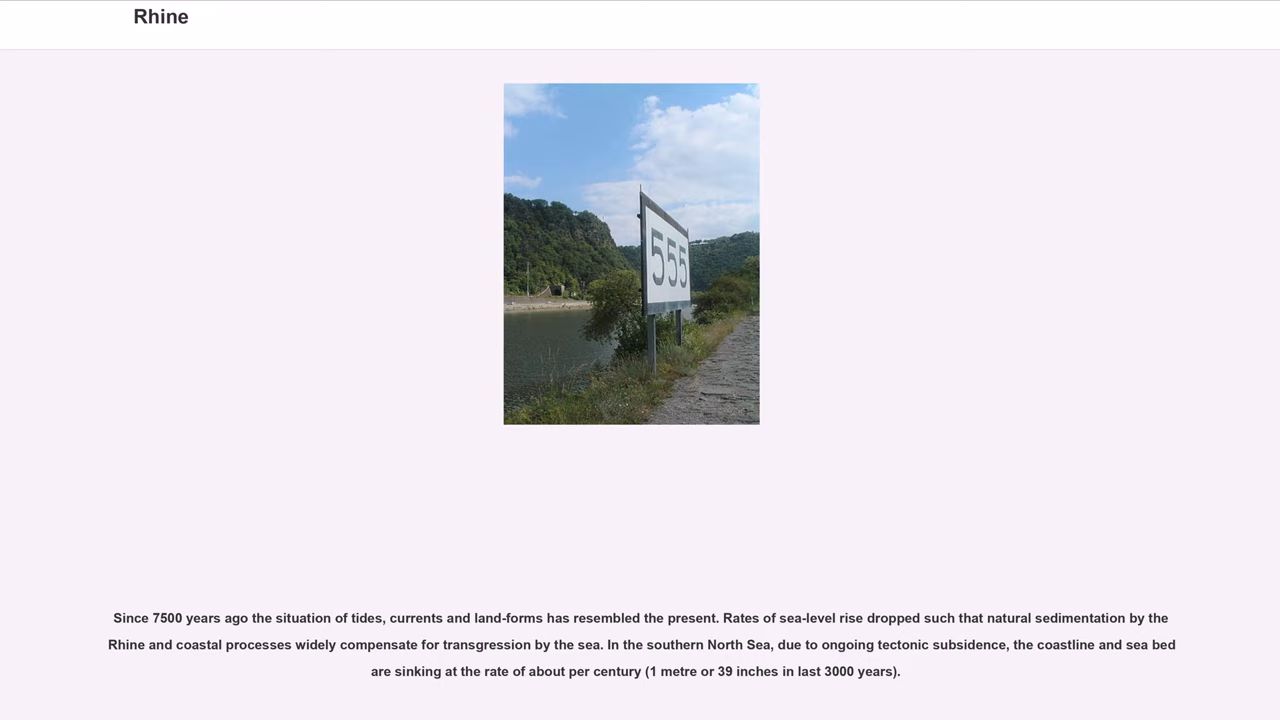 Rhine
555
Since 7500 years ago the situation of tides, currents and land-forms has resembled the present. Rates of sea-level rise dropped such that natural sedimentation by the
Rhine and coastal processes widely compensate for transgression by the sea. In the southern North Sea, due to ongoing tectonic subsidence, the coastline and sea bed
are sinking at the rate of about per century (1 metre or 39 inches in last 3000 years).